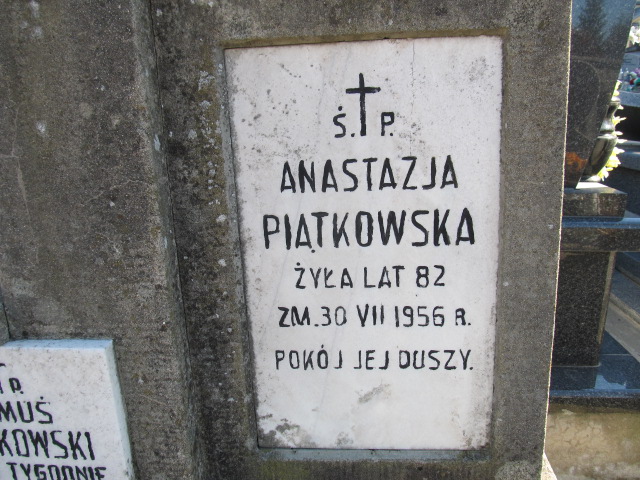 Ś. P.
ANASTAZJA
PIĄTKOWSKA
ŻYŁA LAT 82
ZM. 30 VII 1956 R.
POKÓJ JEJ DUSZY.
P.
MUŚ
KOWSKI
TYGODNIE